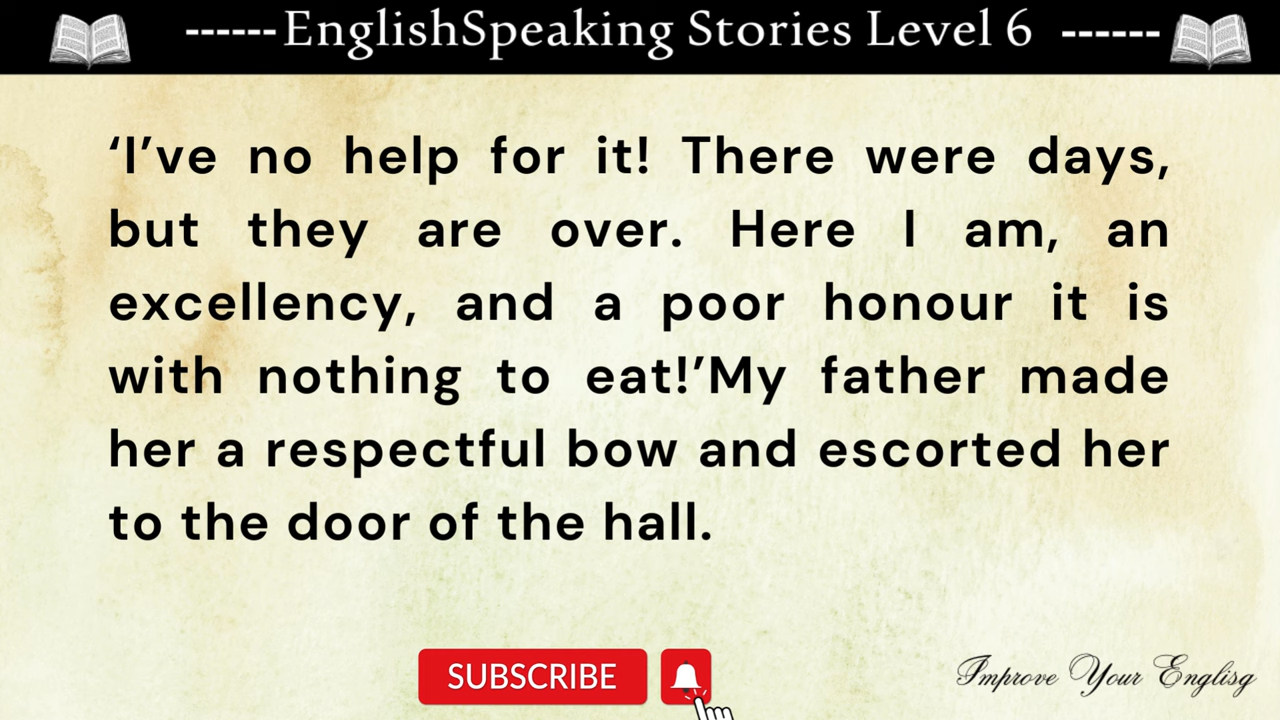 ------EnglishSpeaking Stories Level 6 ------
‘I’ve no help for it! There were days,
but they are over. Here I am, an
excellency, and a poor honour it is
with nothing to eat!’My father made
her a respectful bow and escorted her
to the door of the hall.
SUBSCRIBE
Improve Your Englisg